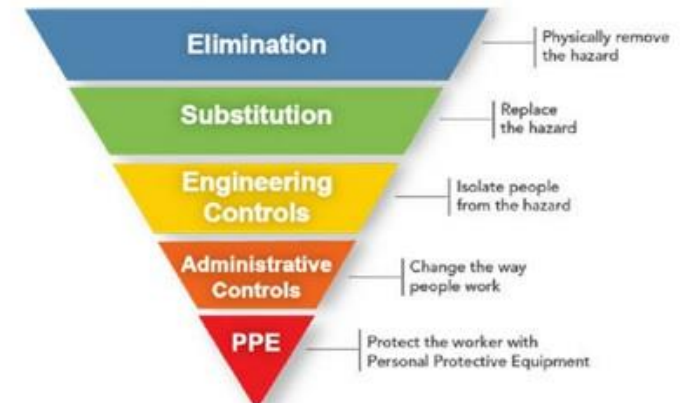 Elimination
Physically remove
the hazard
Substitution
Replace
the hazard
Engineering
Controls
Isolate people
from the hazard
Administrative
Controls
Change the way
people work
PPE
Protect the worker with
Personal Protective Equipment